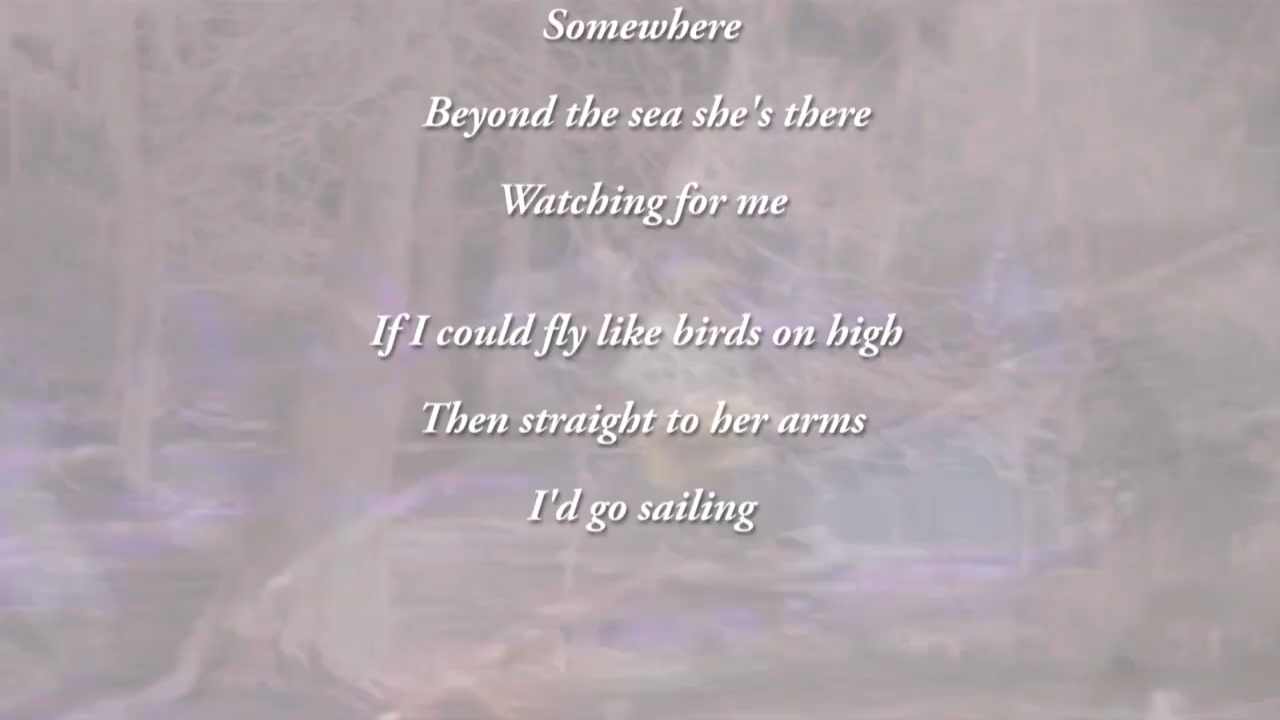 Somewhere
Beyond the sea she's there
Watching for me
If I could fly like birds on high
Then straight to her arms
I'd go sailing